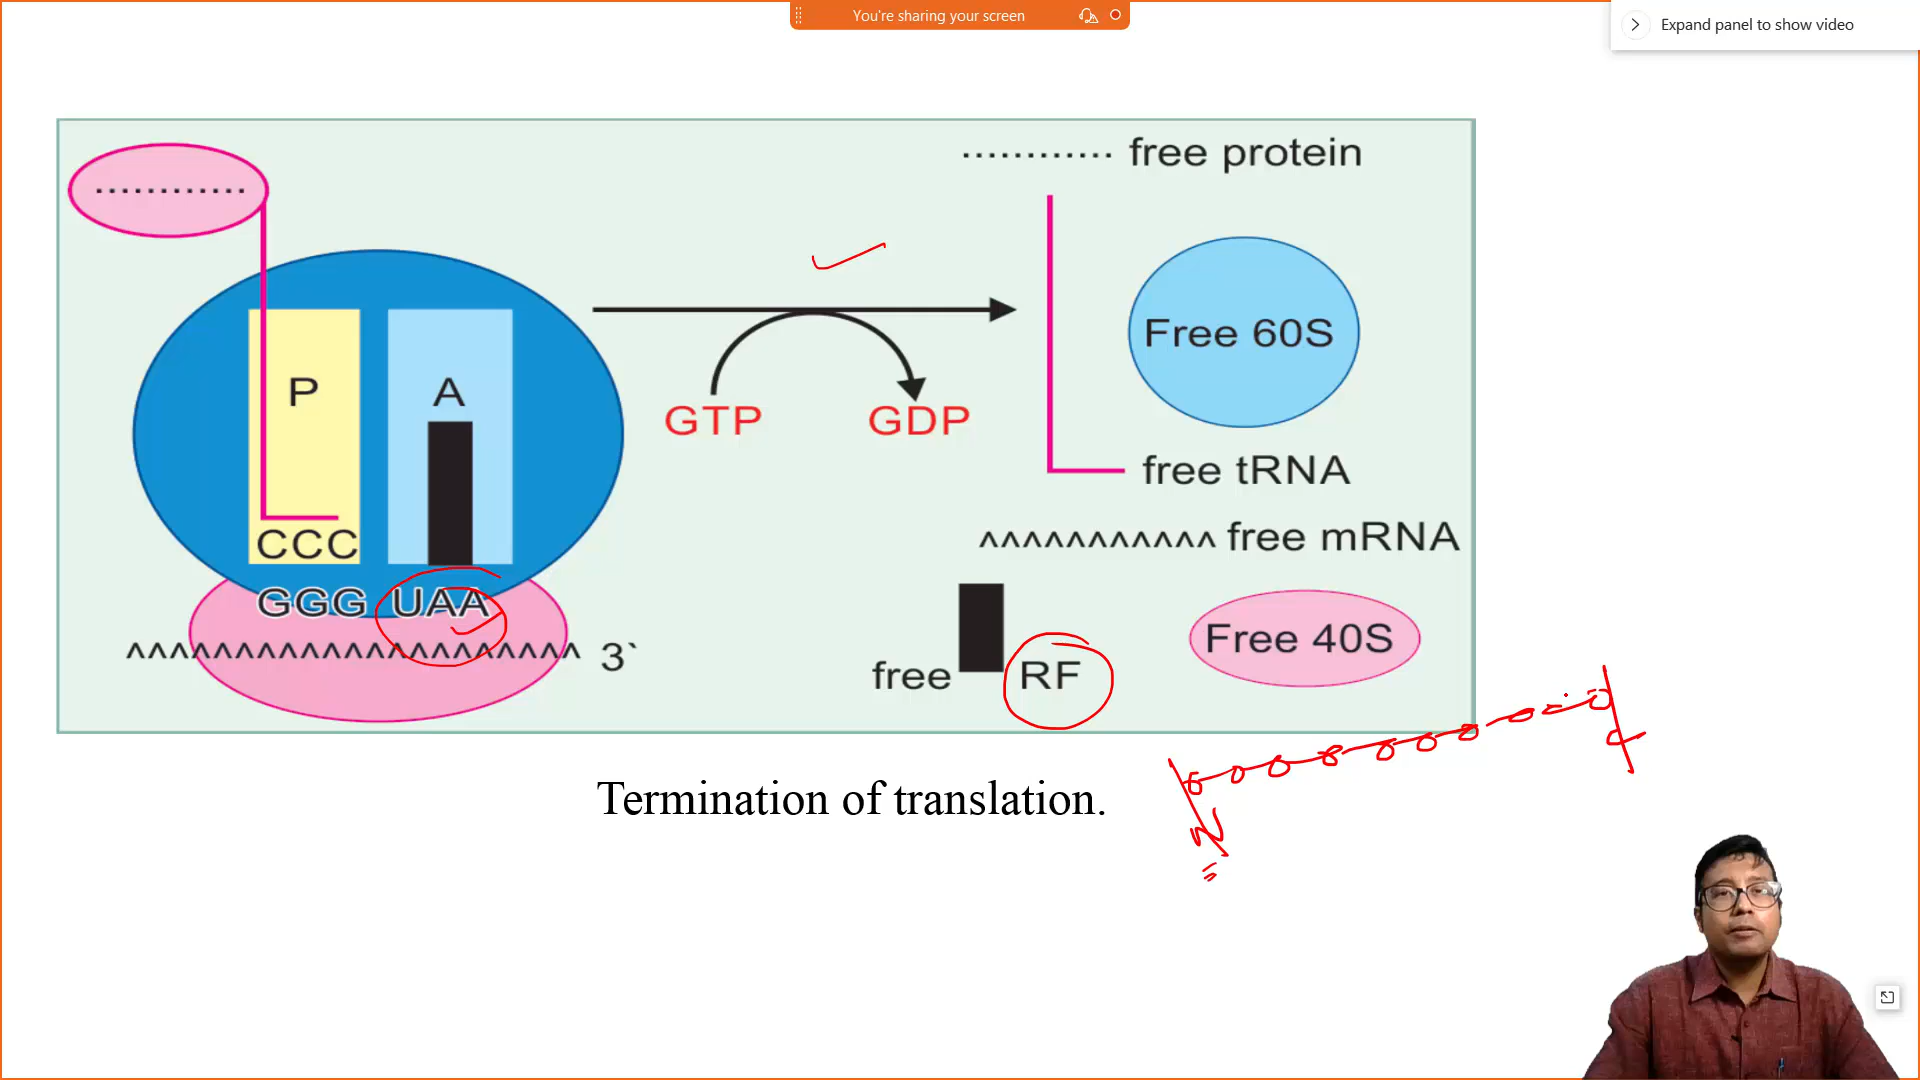 You're sharing your screen
Expand panel to show video
............ free protein
............
Free 60S
P A
GTP GDP
free tRNA
CCC
^^^^^^^^^^^ free mRNA
GGG UAA
^^^^^^^^^^^^^^^^^^^^^ 3`
free RF
Free 40S
Termination of translation.
N
C